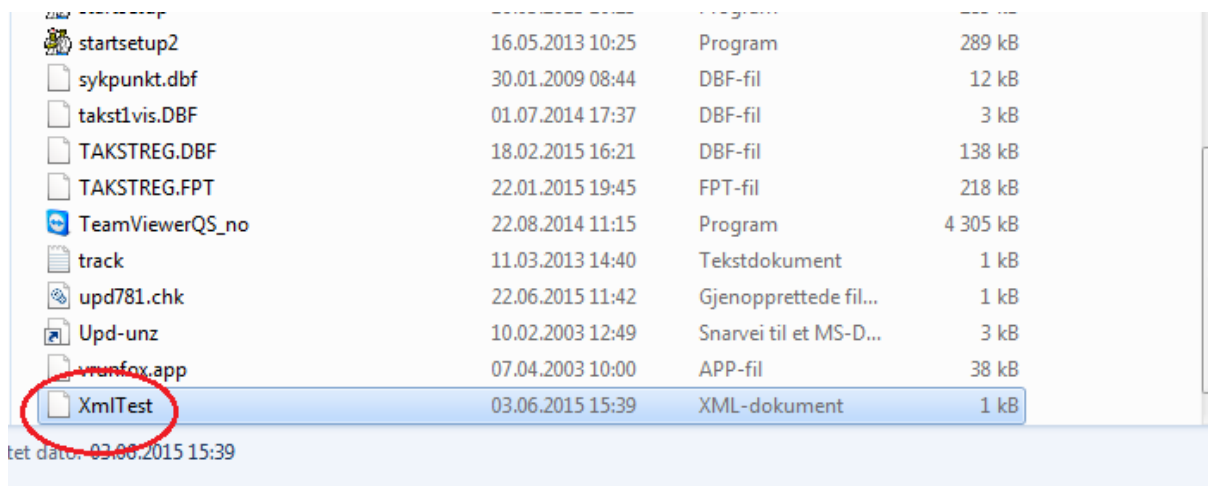 startsetup2 16.05.2013 10:25 Program 289 kB
sykpunkt.dbf 30.01.2009 08:44 DBF-fil 12 kB
takst1vis.DBF 01.07.2014 17:37 DBF-fil 3 kB
TAKSTREG.DBF 18.02.2015 16:21 DBF-fil 138 kB
TAKSTREG.FPT 22.01.2015 19:45 FPT-fil 218 kB
TeamViewerQS_no 22.08.2014 11:15 Program 4 305 kB
track 11.03.2013 14:40 Tekstdokument 1 kB
upd781.chk 22.06.2015 11:42 Gjenopprettede fil... 1 kB
Upd-unz 10.02.2003 12:49 Snarvei til et MS-D... 3 kB
vrunfox.app 07.04.2003 10:00 APP-fil 38 kB
XmlTest 03.06.2015 15:39 XML-dokument 1 kB
tet dato: 03.06.2015 15:39